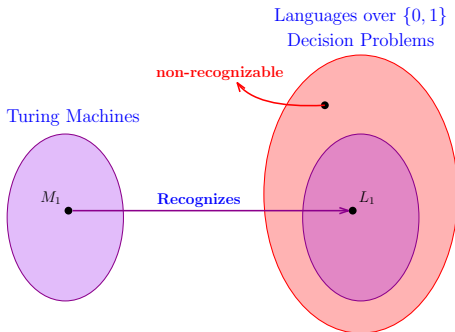 Languages over {0, 1}
Decision Problems
non-recognizable
Turing Machines
M₁
Recognizes
L₁